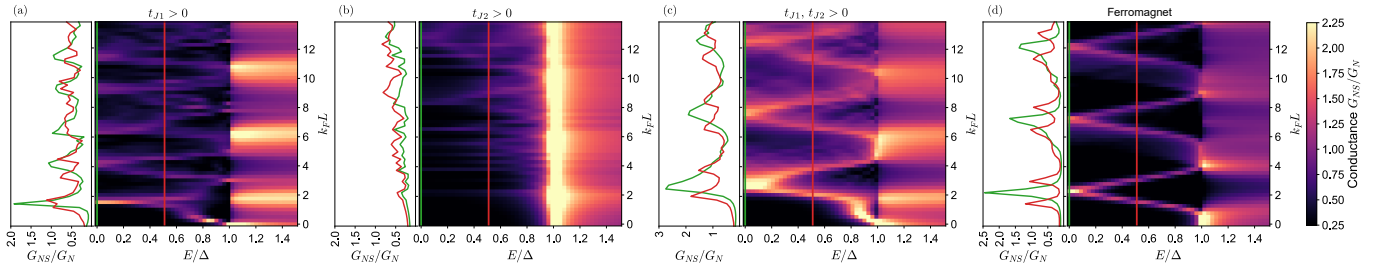 (a)
t_{J1} > 0
(b)
t_{J2} > 0
(c)
t_{J1}, t_{J2} > 0
(d)
Ferromagnet
12
10
8
6
4
2
0
k_F L
12
10
8
6
4
2
0
k_F L
12
10
8
6
4
2
0
k_F L
12
10
8
6
4
2
0
k_F L
2.25
2.00
1.75
1.50
1.25
1.00
0.75
0.50
0.25
Conductance G_{NS}/G_N
2.0 1.5 1.0 0.5
0.0 0.2 0.4 0.6 0.8 1.0 1.2 1.4
2.0 1.5 1.0 0.5
0.0 0.2 0.4 0.6 0.8 1.0 1.2 1.4
3 2 1
0.0 0.2 0.4 0.6 0.8 1.0 1.2 1.4
2.5 2.0 1.5 1.0 0.5
0.0 0.2 0.4 0.6 0.8 1.0 1.2 1.4
G_{NS}/G_N
E/Δ
G_{NS}/G_N
E/Δ
G_{NS}/G_N
E/Δ
G_{NS}/G_N
E/Δ